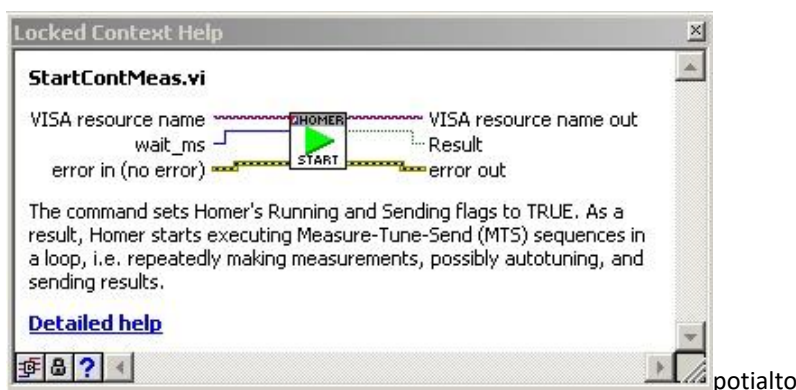 Locked Context Help
StartContMeas.vi
VISA resource name HOMER VISA resource name out
wait_ms Result
error in (no error) START error out
The command sets Homer's Running and Sending flags to TRUE. As a
result, Homer starts executing Measure-Tune-Send (MTS) sequences in
a loop, i.e. repeatedly making measurements, possibly autotuning, and
sending results.
Detailed help
?
potialto